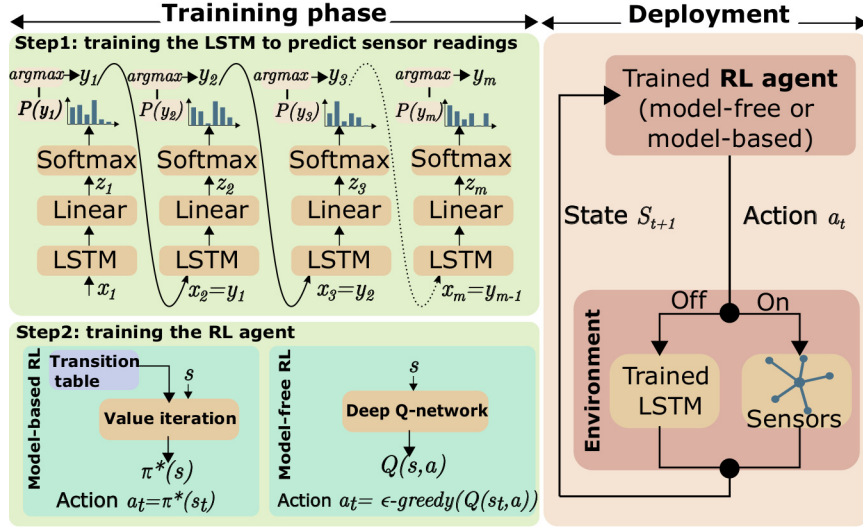 Trainining phase
Deployment
Step1: training the LSTM to predict sensor readings
argmax y₁ argmax y₂ argmax y₃ argmax yₘ
P(y₁) P(y₂) P(y₃) P(yₘ)
Softmax Softmax Softmax Softmax
z₁ z₂ z₃ zₘ
Linear Linear Linear Linear
LSTM LSTM LSTM LSTM
x₁ x₂=y₁ x₃=y₂ xₘ=yₘ₋₁
Step2: training the RL agent
Model-based RL
Transition
table
s
Value iteration
π*(s)
Action aₜ=π*(sₜ)
Model-free RL
s
Deep Q-network
Q(s,a)
Action aₜ= ϵ-greedy(Q(sₜ,a))
Trained RL agent
(model-free or
model-based)
State Sₜ₊₁
Action aₜ
Environment
Off On
Trained
LSTM
Sensors